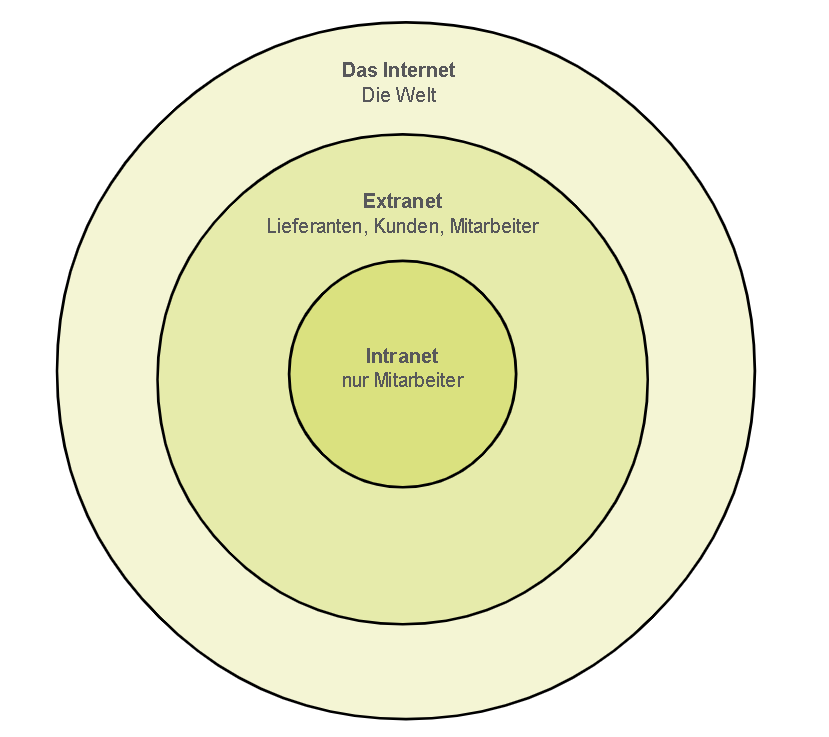 Das Internet
Die Welt
Extranet
Lieferanten, Kunden, Mitarbeiter
Intranet
nur Mitarbeiter